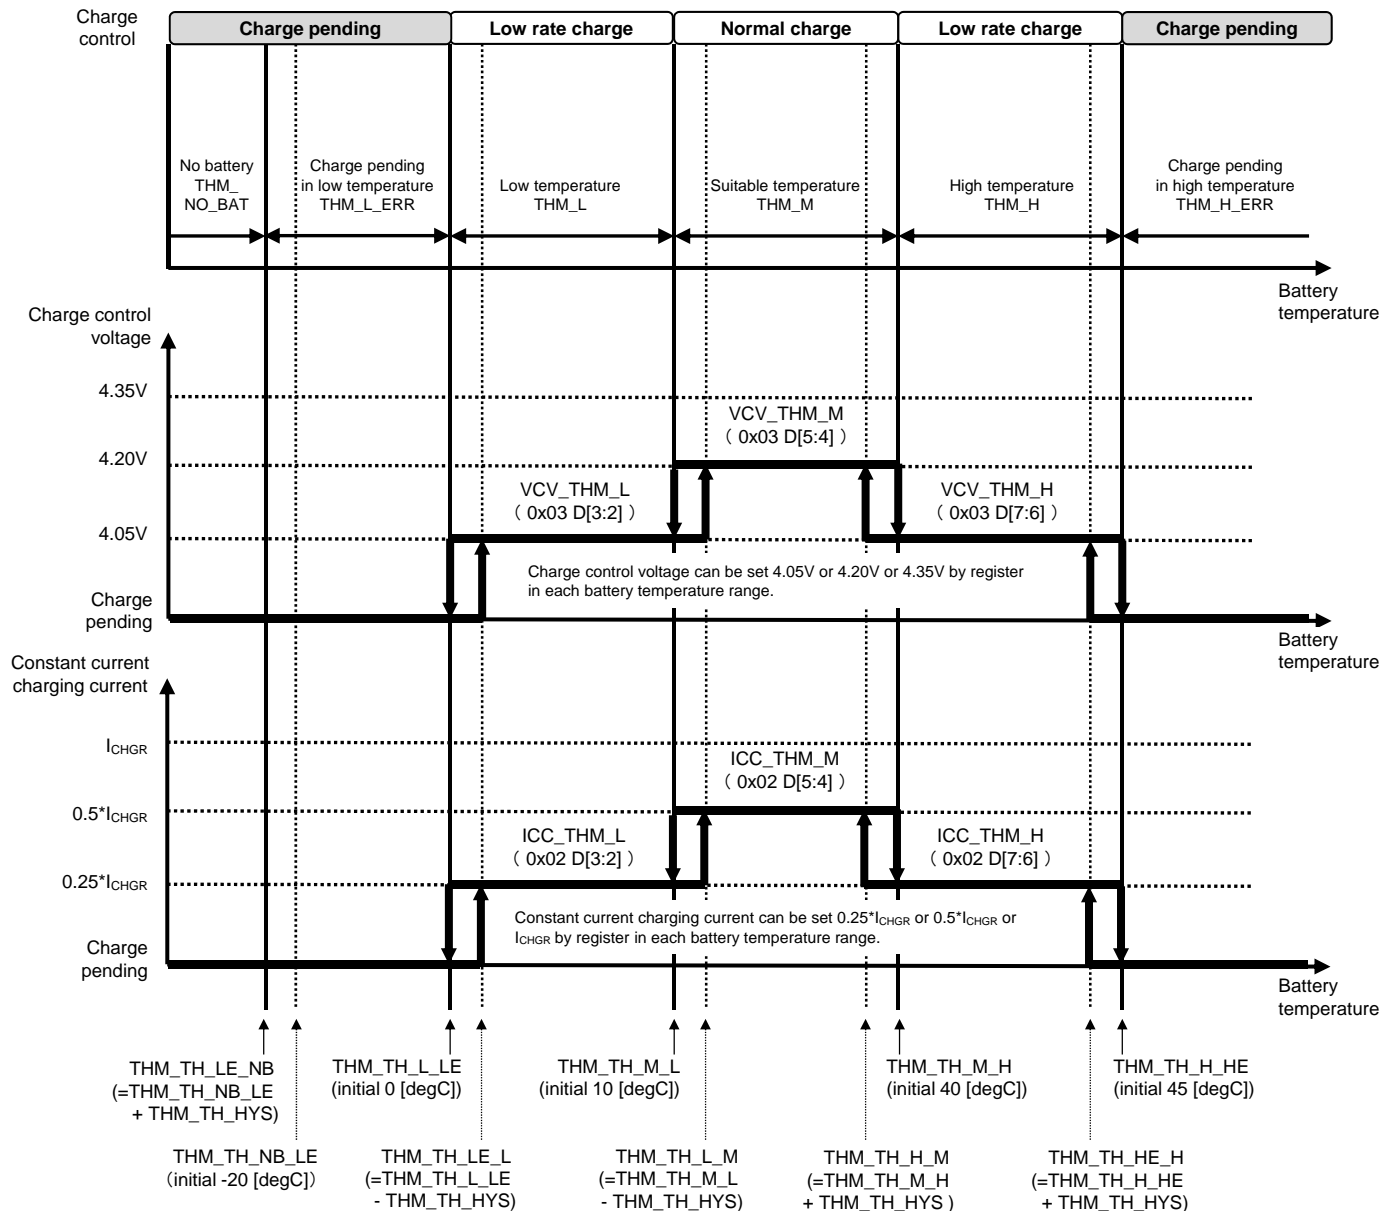 Charge
control
Charge pending
Low rate charge
Normal charge
Low rate charge
Charge pending
No battery
THM_
NO_BAT
Charge pending
in low temperature
THM_L_ERR
Low temperature
THM_L
Suitable temperature
THM_M
High temperature
THM_H
Charge pending
in high temperature
THM_H_ERR
Battery
temperature
Charge control
voltage
4.35V
4.20V
4.05V
Charge
pending
VCV_THM_M
( 0x03 D[5:4] )
VCV_THM_L
( 0x03 D[3:2] )
VCV_THM_H
( 0x03 D[7:6] )
Charge control voltage can be set 4.05V or 4.20V or 4.35V by register
in each battery temperature range.
Battery
temperature
Constant current
charging current
ICHGR
0.5*ICHGR
0.25*ICHGR
Charge
pending
ICC_THM_M
( 0x02 D[5:4] )
ICC_THM_L
( 0x02 D[3:2] )
ICC_THM_H
( 0x02 D[7:6] )
Constant current charging current can be set 0.25*ICHGR or 0.5*ICHGR or
ICHGR by register in each battery temperature range.
Battery
temperature
THM_TH_LE_NB
(=THM_TH_NB_LE
+ THM_TH_HYS)
THM_TH_L_LE
(initial 0 [degC])
THM_TH_M_L
(initial 10 [degC])
THM_TH_M_H
(initial 40 [degC])
THM_TH_H_HE
(initial 45 [degC])
THM_TH_NB_LE
(initial -20 [degC])
THM_TH_LE_L
(=THM_TH_L_LE
- THM_TH_HYS)
THM_TH_L_M
(=THM_TH_M_L
- THM_TH_HYS)
THM_TH_H_M
(=THM_TH_M_H
+ THM_TH_HYS )
THM_TH_HE_H
(=THM_TH_H_HE
+ THM_TH_HYS)